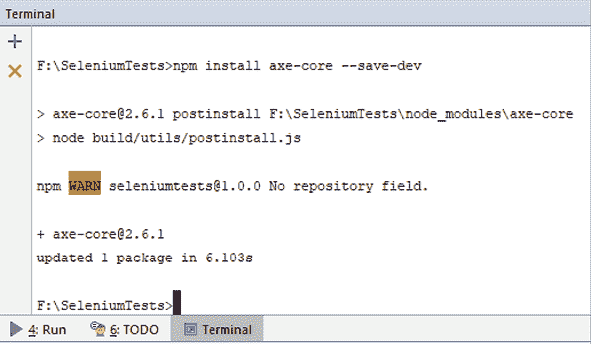 Terminal
F:\SeleniumTests>npm install axe-core --save-dev
> axe-core@2.6.1 postinstall F:\SeleniumTests\node_modules\axe-core
> node build/utils/postinstall.js
npm WARN seleniumtests@1.0.0 No repository field.
+ axe-core@2.6.1
updated 1 package in 6.103s
F:\SeleniumTests>
4: Run 6: TODO Terminal